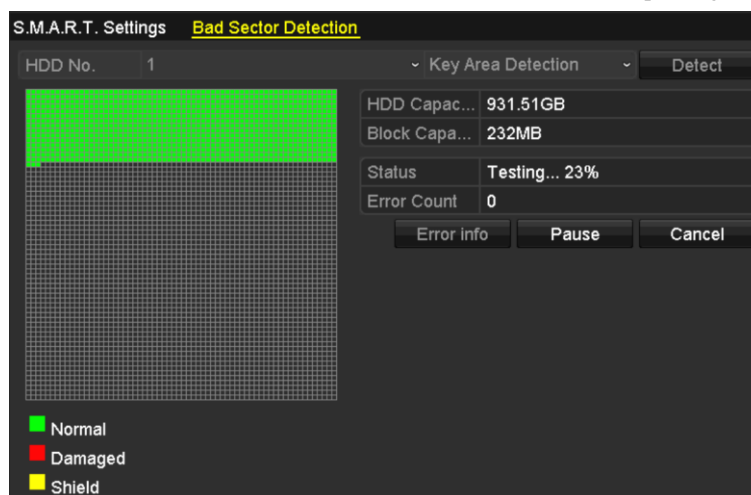 S.M.A.R.T. Settings Bad Sector Detection
HDD No. 1 Key Area Detection Detect
HDD Capac... 931.51GB
Block Capa... 232MB
Status Testing... 23%
Error Count 0
Error info Pause Cancel
Normal
Damaged
Shield